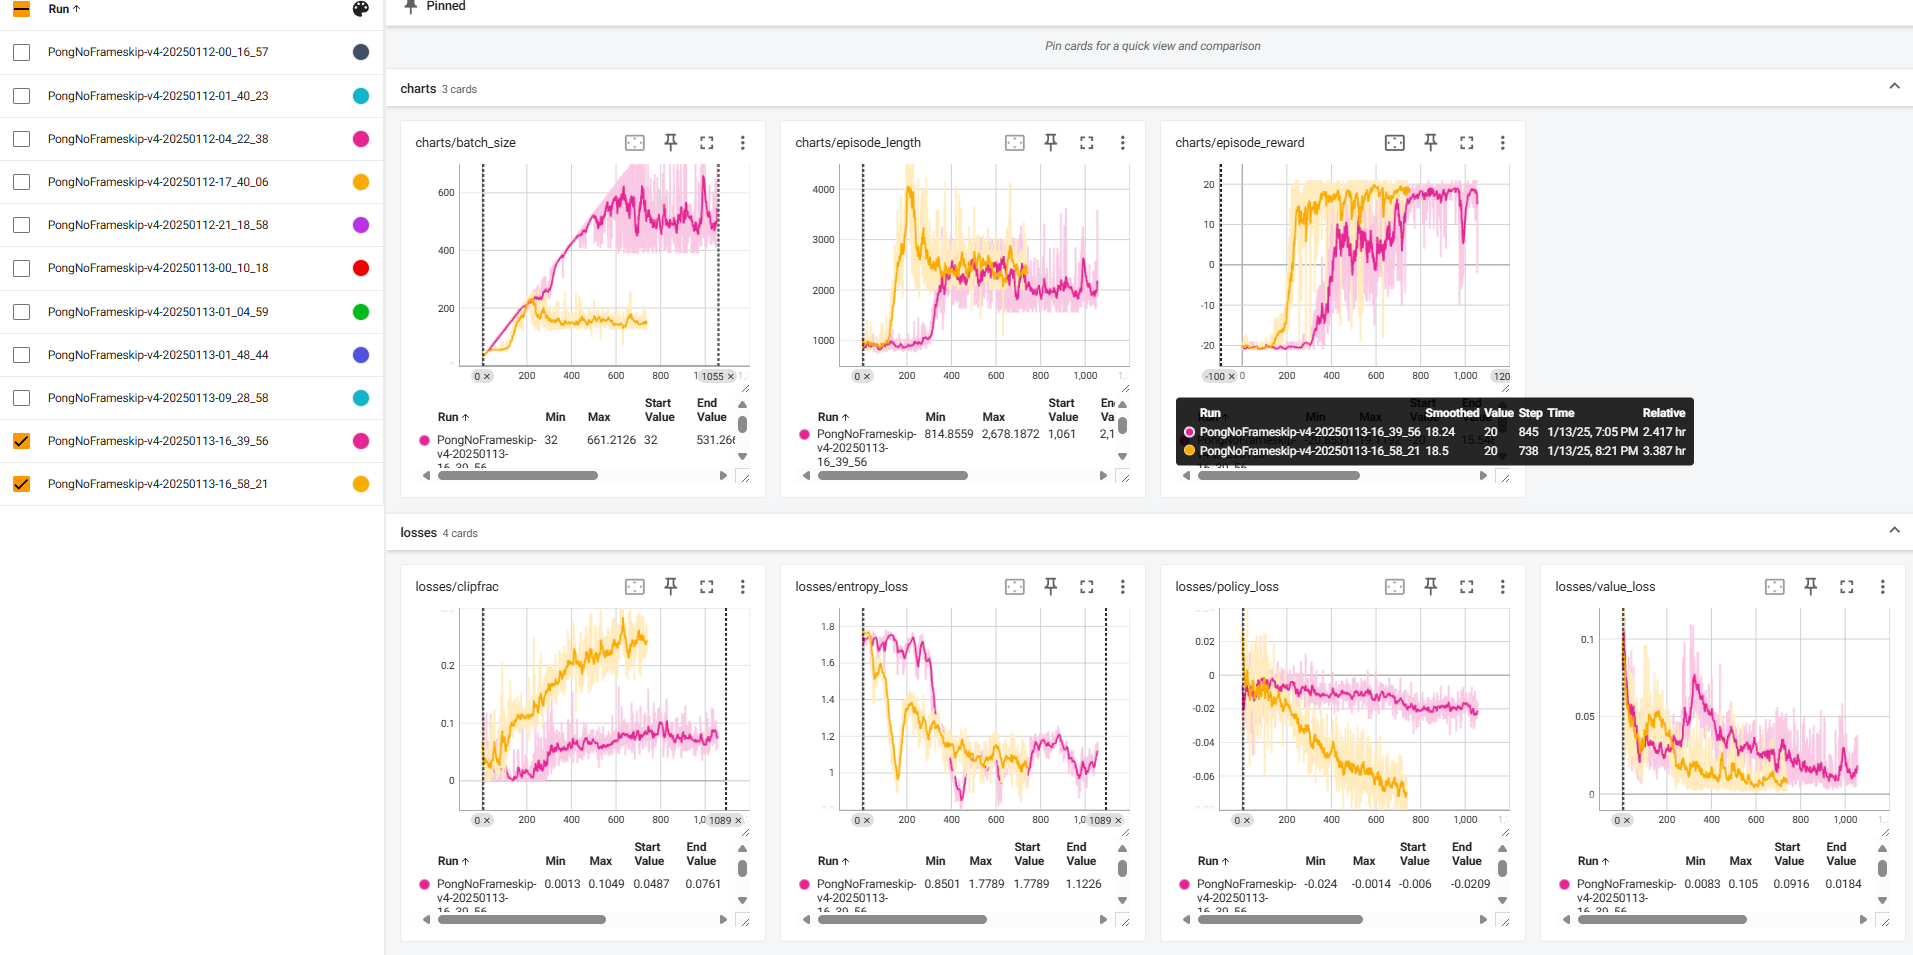 Run ↑
PongNoFrameskip-v4-20250112-00_16_57
PongNoFrameskip-v4-20250112-01_40_23
PongNoFrameskip-v4-20250112-04_22_38
PongNoFrameskip-v4-20250112-17_40_06
PongNoFrameskip-v4-20250112-21_18_58
PongNoFrameskip-v4-20250113-00_10_18
PongNoFrameskip-v4-20250113-01_04_59
PongNoFrameskip-v4-20250113-01_48_44
PongNoFrameskip-v4-20250113-09_28_58
PongNoFrameskip-v4-20250113-16_39_56
PongNoFrameskip-v4-20250113-16_58_21
Pinned
Pin cards for a quick view and comparison
charts 3 cards
charts/batch_size
600
400
200
0 × 200 400 600 800 1055 ×
Run ↑ Min Max Start Value End Value
PongNoFrameskip-v4-20250113-16_39_56 32 661.2126 32 531.266
charts/episode_length
4000
3000
2000
1000
0 × 200 400 600 800 1,000
Run ↑ Min Max Start Value
PongNoFrameskip-v4-20250113-16_39_56 814.8559 2,678.1872 1,061 2,1
charts/episode_reward
20
10
0
-10
-20
-100 × 0 200 400 600 800 1,000 120
Run Smoothed Value Step Time Relative
PongNoFrameskip-v4-20250113-16_39_56 18.24 20 845 1/13/25, 7:05 PM 2.417 hr
PongNoFrameskip-v4-20250113-16_58_21 18.5 20 738 1/13/25, 8:21 PM 3.387 hr
losses 4 cards
losses/clipfrac
0.2
0.1
0
0 × 200 400 600 800 1089 ×
Run ↑ Min Max Start Value End Value
PongNoFrameskip-v4-20250113-16_39_56 0.0013 0.1049 0.0487 0.0761
losses/entropy_loss
1.8
1.6
1.4
1.2
1
0 × 200 400 600 800 1089 ×
Run ↑ Min Max Start Value End Value
PongNoFrameskip-v4-20250113-16_39_56 0.8501 1.7789 1.7789 1.1226
losses/policy_loss
0.02
0
-0.02
-0.04
-0.06
0 × 200 400 600 800 1,000
Run ↑ Min Max Start Value End Value
PongNoFrameskip-v4-20250113-16_39_56 -0.024 -0.0014 -0.006 -0.0209
losses/value_loss
0.1
0.05
0
0 × 200 400 600 800 1,000
Run ↑ Min Max Start Value End Value
PongNoFrameskip-v4-20250113-16_39_56 0.0083 0.105 0.0916 0.0184